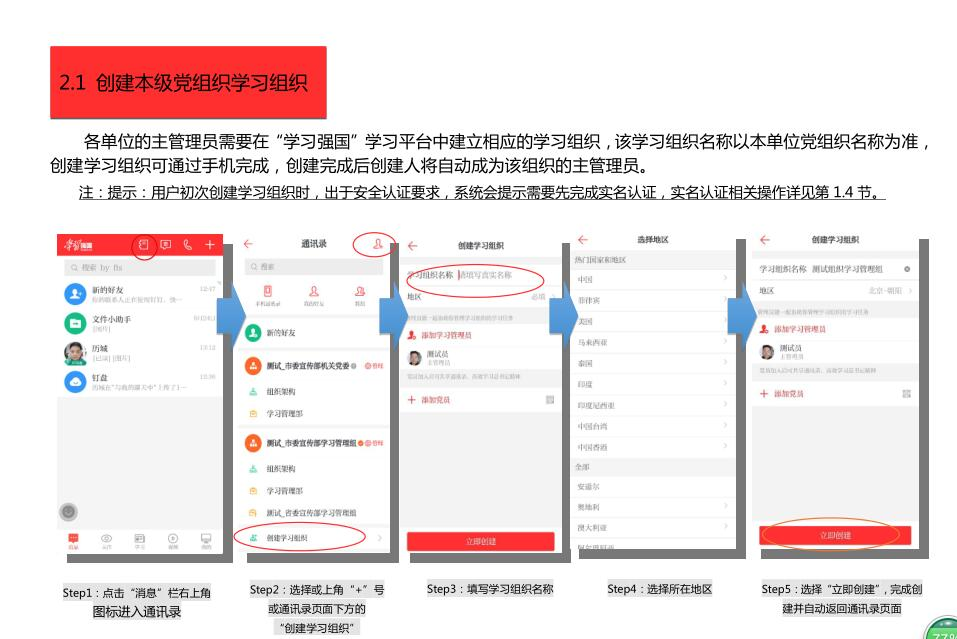 2.1 创建本级党组织学习组织
各单位的主管理员需要在“学习强国”学习平台中建立相应的学习组织，该学习组织名称以本单位党组织名称为准，
创建学习组织可通过手机完成，创建完成后创建人将自动成为该组织的主管理员。
注：提示：用户初次创建学习组织时，出于安全认证要求，系统会提示需要先完成实名认证，实名认证相关操作详见第 1.4 节。
学习强国
搜索 by fts
新的好友
12-17
文件小助手
[图片]
历城
13:12
[已读] [图片]
钉盘
消息
通讯录
搜索
手机通讯录
我的好友
新的好友
测试_市委宣传部机关党委
管理
组织架构
学习管理部
测试_市委宣传部学习管理组
管理
组织架构
学习管理部
测试_省委宣传部学习管理组
创建学习组织
创建学习组织
学习组织名称 请填写真实名称
地区
必填
添加学习管理员
测试员
主管理员
添加党员
立即创建
选择地区
热门国家和地区
中国
菲律宾
美国
马来西亚
泰国
印度
印度尼西亚
中国台湾
中国香港
全部
安道尔
奥地利
澳大利亚
创建学习组织
学习组织名称 测试组织学习管理组
地区
北京-朝阳
添加学习管理员
测试员
主管理员
添加党员
立即创建
Step1：点击“消息”栏右上角
图标进入通讯录
Step2：选择或上角“+”号
或通讯录页面下方的
“创建学习组织”
Step3：填写学习组织名称
Step4：选择所在地区
Step5：选择“立即创建”，完成创
建并自动返回通讯录页面